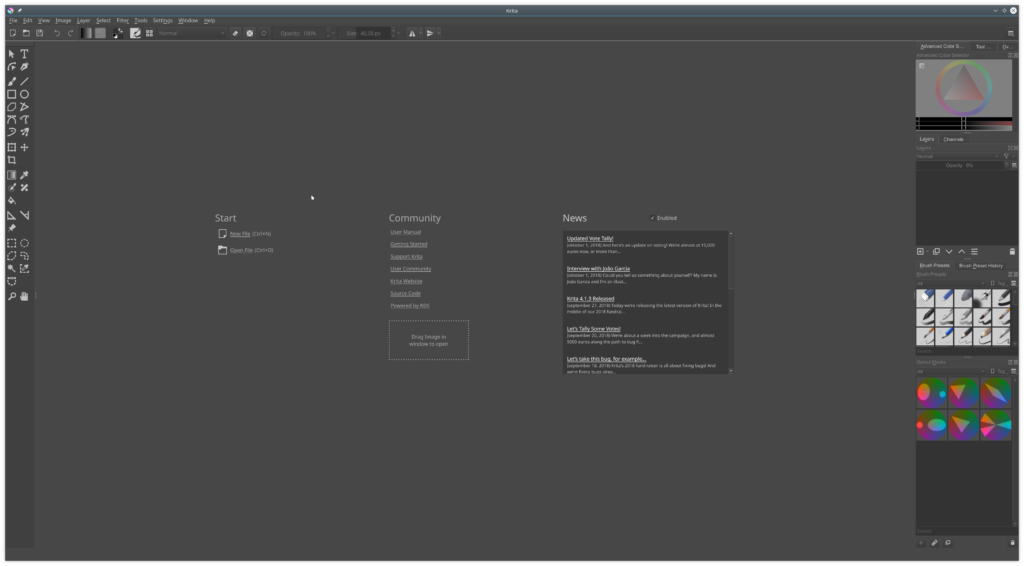 Krita
File Edit View Image Layer Select Filter Tools Settings Window Help
Normal
Opacity: 100%
Size: 40.00 px
Advanced Color S...
Tool ...
Ov...
Advanced Color Selector
Layers
Channels
Layers
Normal
Opacity: 0%
Start
New File (Ctrl+N)
Open File (Ctrl+O)
Community
User Manual
Getting Started
Support Krita
User Community
Krita Website
Source Code
Powered by KDE
Drag Image in
window to open
News
Enabled
Updated Vote Tally!
(october 1, 2018) And here's an update on voting! We're almost at 15,000
euros now, or more than...
Interview with João Garcia
(october 1, 2018) Could you tell us something about yourself? My name is
João Garcia and I'm an illust...
Krita 4.1.3 Released
(september 27, 2018) Today we're releasing the latest version of Krita! In the
middle of our 2018 fundrai...
Let's Tally Some Votes!
(september 20, 2018) We're about a week into the campaign, and almost
5000 euros along the path to bug f...
Let's take this bug, for example...
(september 18, 2018) Krita's 2018 fund raiser is all about fixing bugs! And
we're fixing bugs alrea...
Brush Presets
Brush Preset History
Brush Presets
All
Tag
Search
Gamut Masks
All
Tag
Search